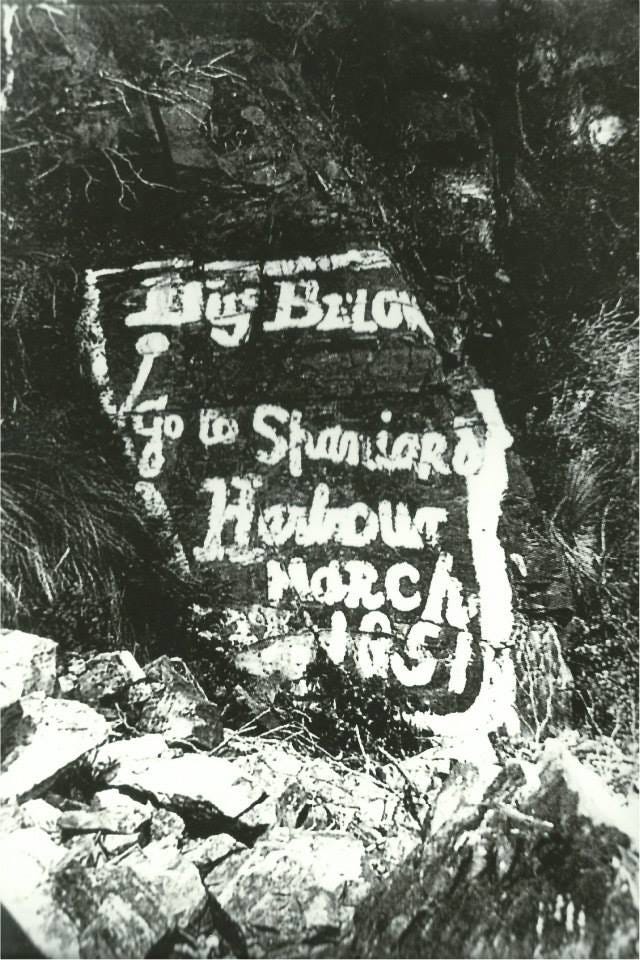 Dig BELOW
Go to Spaniard
Harbour
MARCH
1851